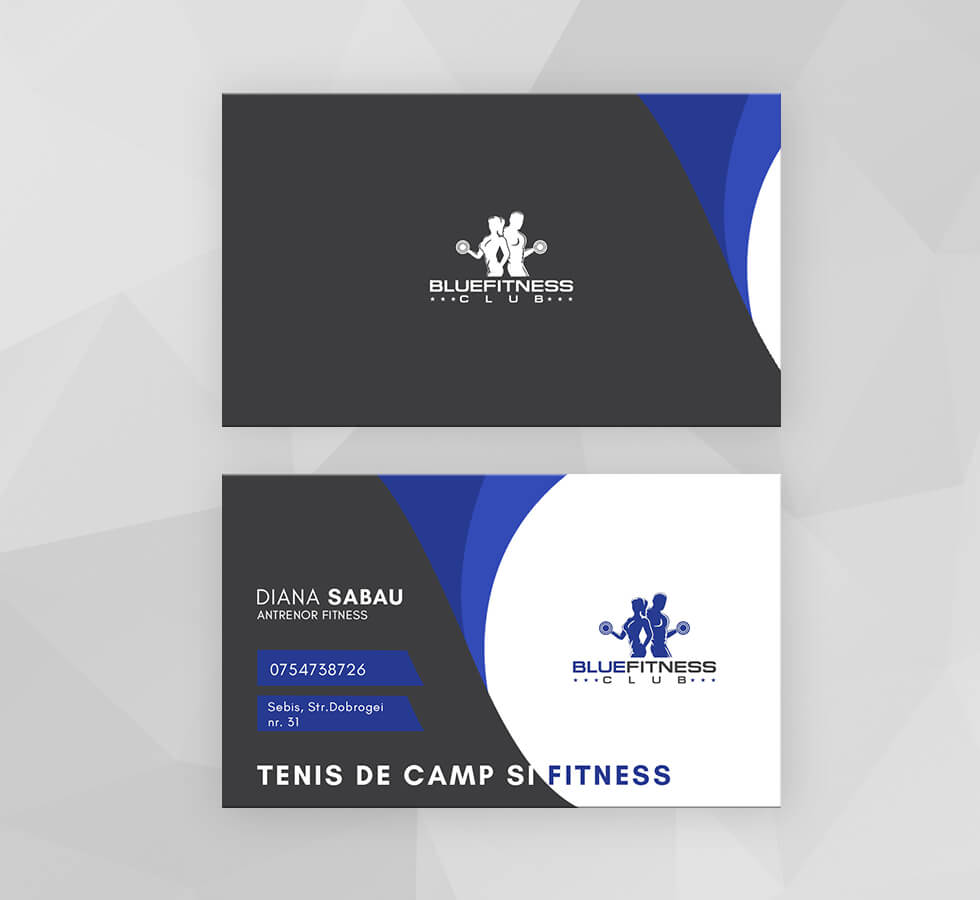 BLUEFITNESS
***CLUB***
DIANA SABAU
ANTRENOR FITNESS
0754738726
Sebis, Str.Dobrogei
nr. 31
BLUEFITNESS
***CLUB***
TENIS DE CAMP SI FITNESS